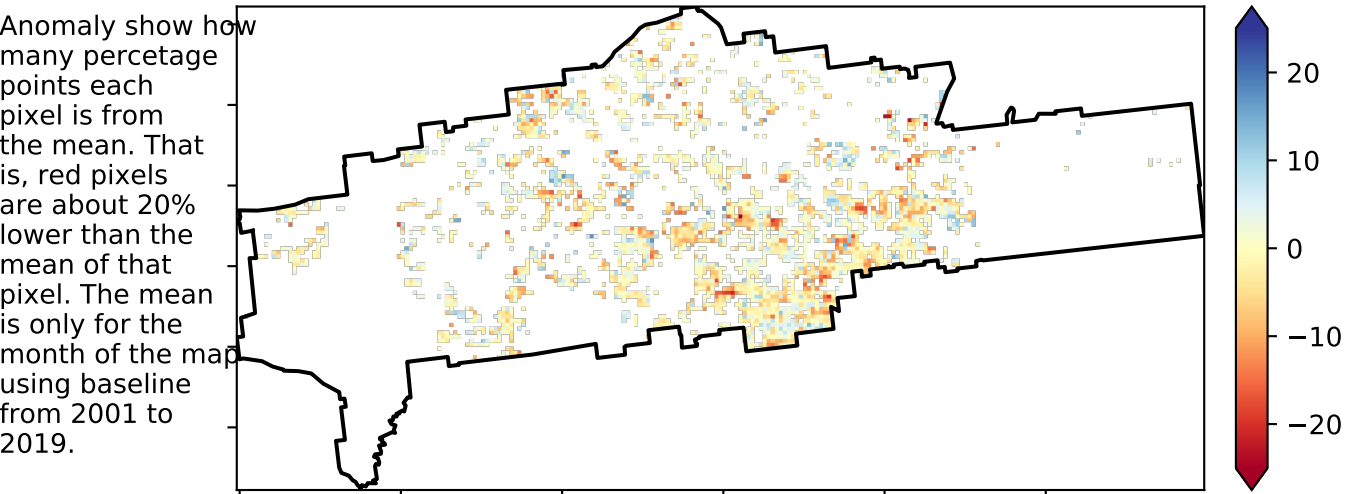 Anomaly show how
many percetage
points each
pixel is from
the mean. That
is, red pixels
are about 20%
lower than the
mean of that
pixel. The mean
is only for the
month of the map
using baseline
from 2001 to
2019.
20
10
0
−10
−20